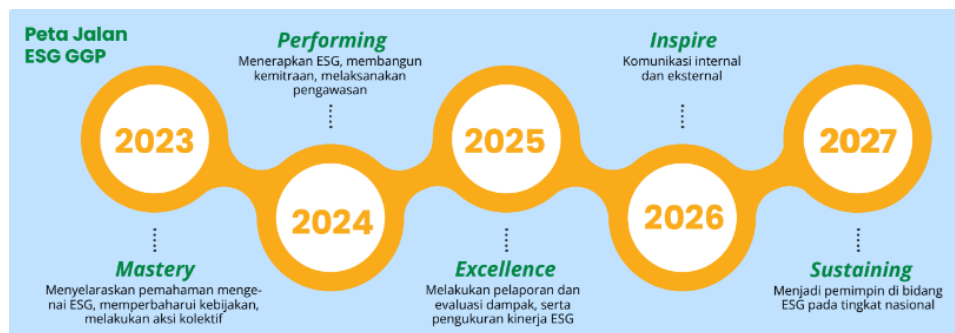 Peta Jalan
ESG GGP
2023
Mastery
Menyelaraskan pemahaman menge-
nai ESG, memperbaharui kebijakan,
melakukan aksi kolektif
Performing
Menerapkan ESG, membangun
kemitraan, melaksanakan
pengawasan
2024
2025
Excellence
Melakukan pelaporan dan
evaluasi dampak, serta
pengukuran kinerja ESG
Inspire
Komunikasi internal
dan eksternal
2026
2027
Sustaining
Menjadi pemimpin di bidang
ESG pada tingkat nasional